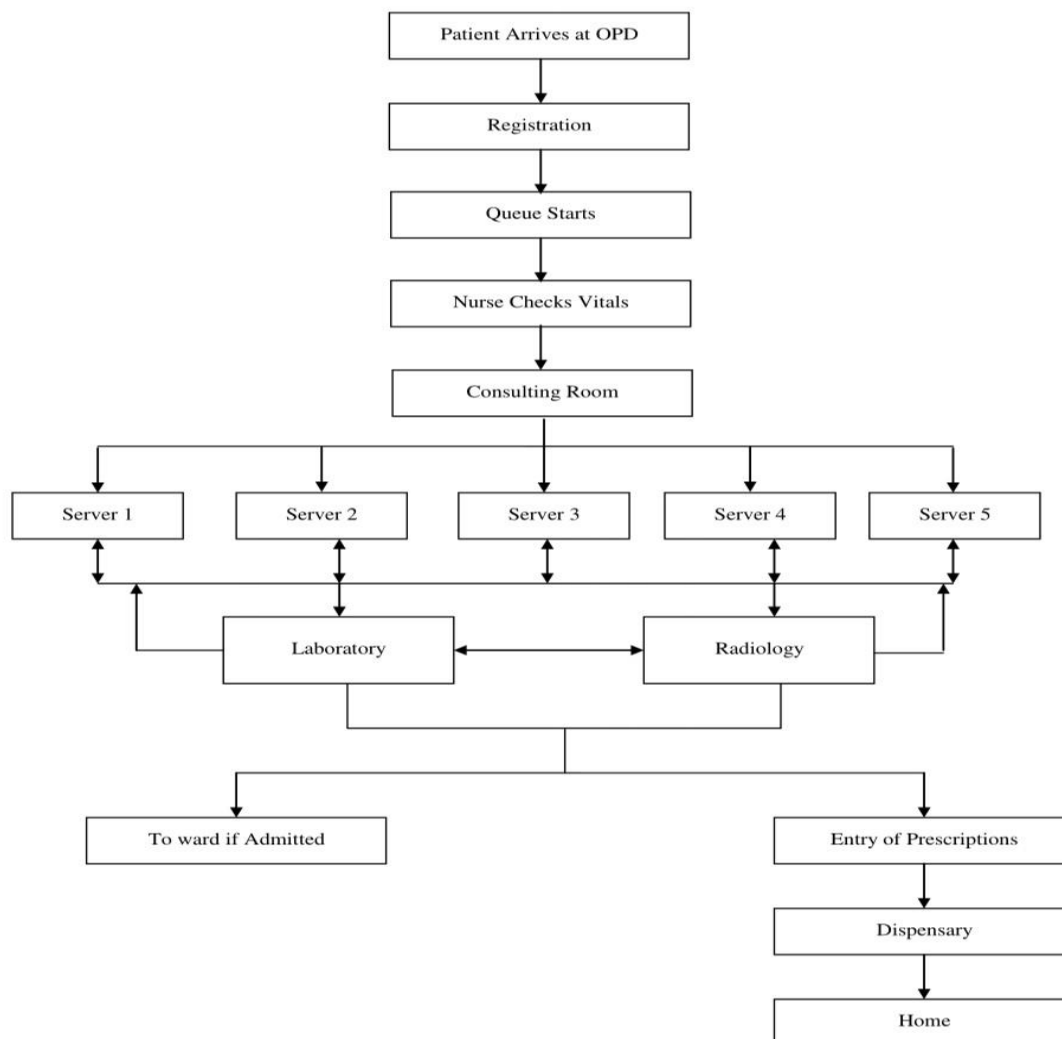 Patient Arrives at OPD
Registration
Queue Starts
Nurse Checks Vitals
Consulting Room
Server 1
Server 2
Server 3
Server 4
Server 5
Laboratory
Radiology
To ward if Admitted
Entry of Prescriptions
Dispensary
Home